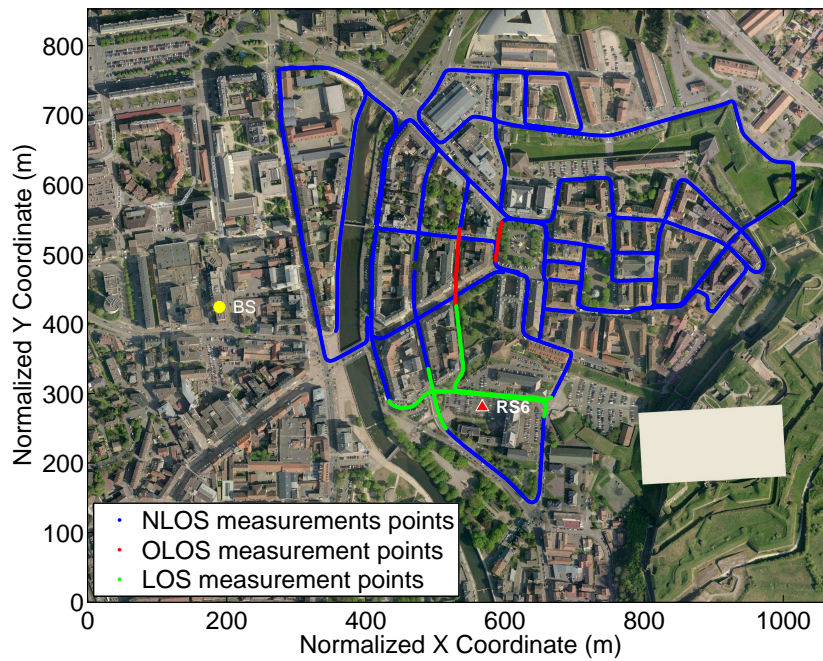 800
700
600
500
400
300
200
100
0
Normalized Y Coordinate (m)
BS
RS6
NLOS measurements points
OLOS measurement points
LOS measurement points
0 200 400 600 800 1000
Normalized X Coordinate (m)